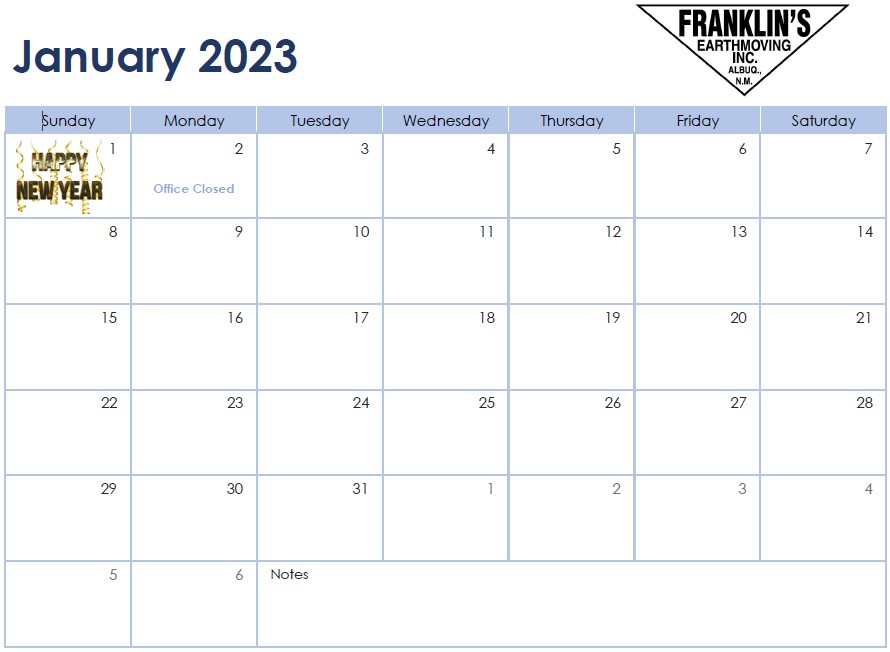 January 2023
FRANKLIN'S
EARTHMOVING
INC.
ALBUQ.,
N.M.
Sunday Monday Tuesday Wednesday Thursday Friday Saturday
1 2 3 4 5 6 7
HAPPY
NEW YEAR Office Closed
8 9 10 11 12 13 14
15 16 17 18 19 20 21
22 23 24 25 26 27 28
29 30 31 1 2 3 4
5 6 Notes